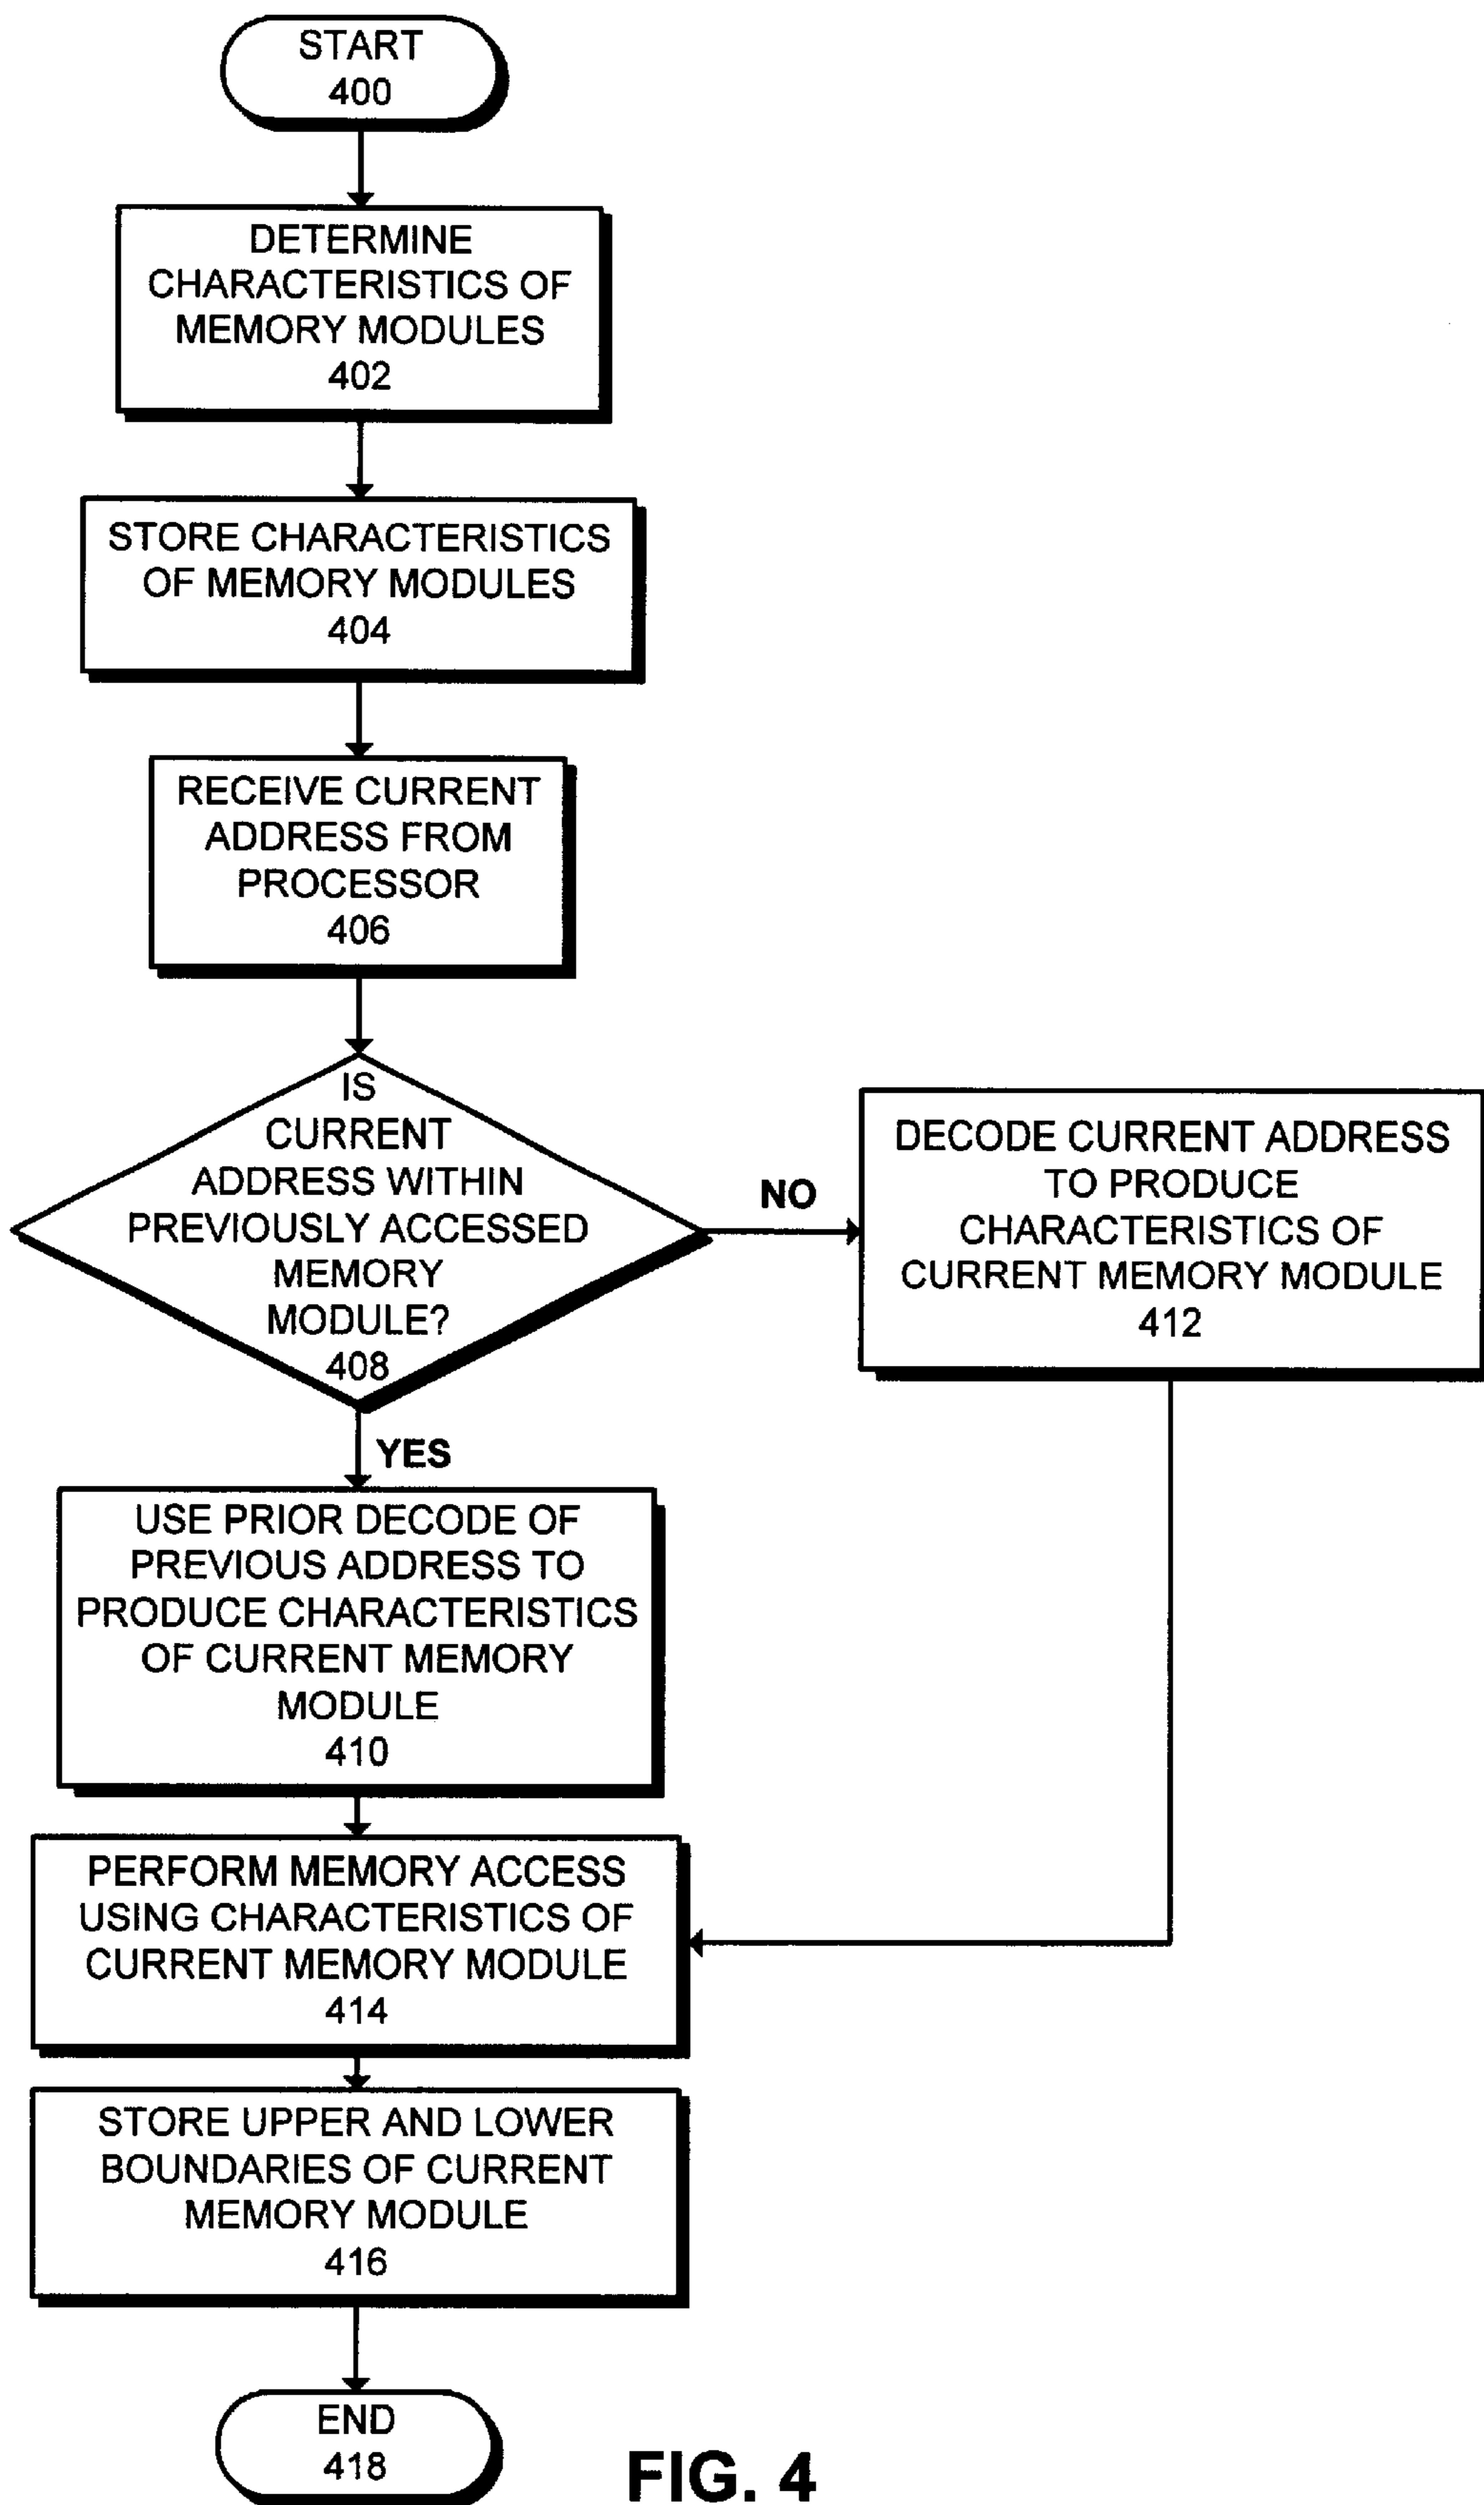 START
400
DETERMINE
CHARACTERISTICS OF
MEMORY MODULES
402
STORE CHARACTERISTICS
OF MEMORY MODULES
404
RECEIVE CURRENT
ADDRESS FROM
PROCESSOR
406
IS
CURRENT
ADDRESS WITHIN
PREVIOUSLY ACCESSED
MEMORY
MODULE?
408
NO
DECODE CURRENT ADDRESS
TO PRODUCE
CHARACTERISTICS OF
CURRENT MEMORY MODULE
412
YES
USE PRIOR DECODE OF
PREVIOUS ADDRESS TO
PRODUCE CHARACTERISTICS
OF CURRENT MEMORY
MODULE
410
PERFORM MEMORY ACCESS
USING CHARACTERISTICS OF
CURRENT MEMORY MODULE
414
STORE UPPER AND LOWER
BOUNDARIES OF CURRENT
MEMORY MODULE
416
END
418
FIG. 4